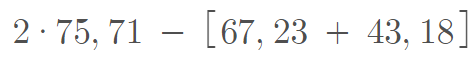 2 · 75, 71 − [67, 23 + 43, 18]